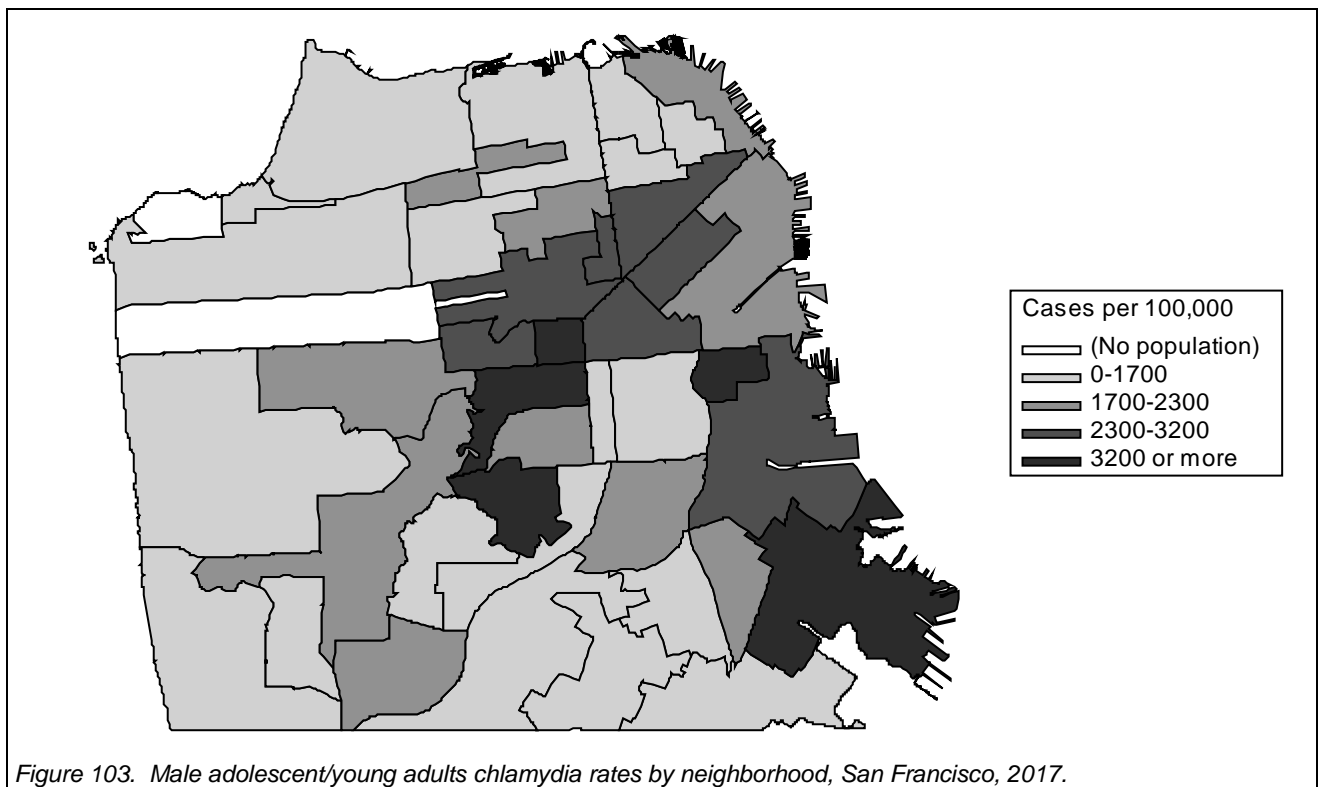 Cases per 100,000
(No population)
0-1700
1700-2300
2300-3200
3200 or more
Figure 103. Male adolescent/young adults chlamydia rates by neighborhood, San Francisco, 2017.